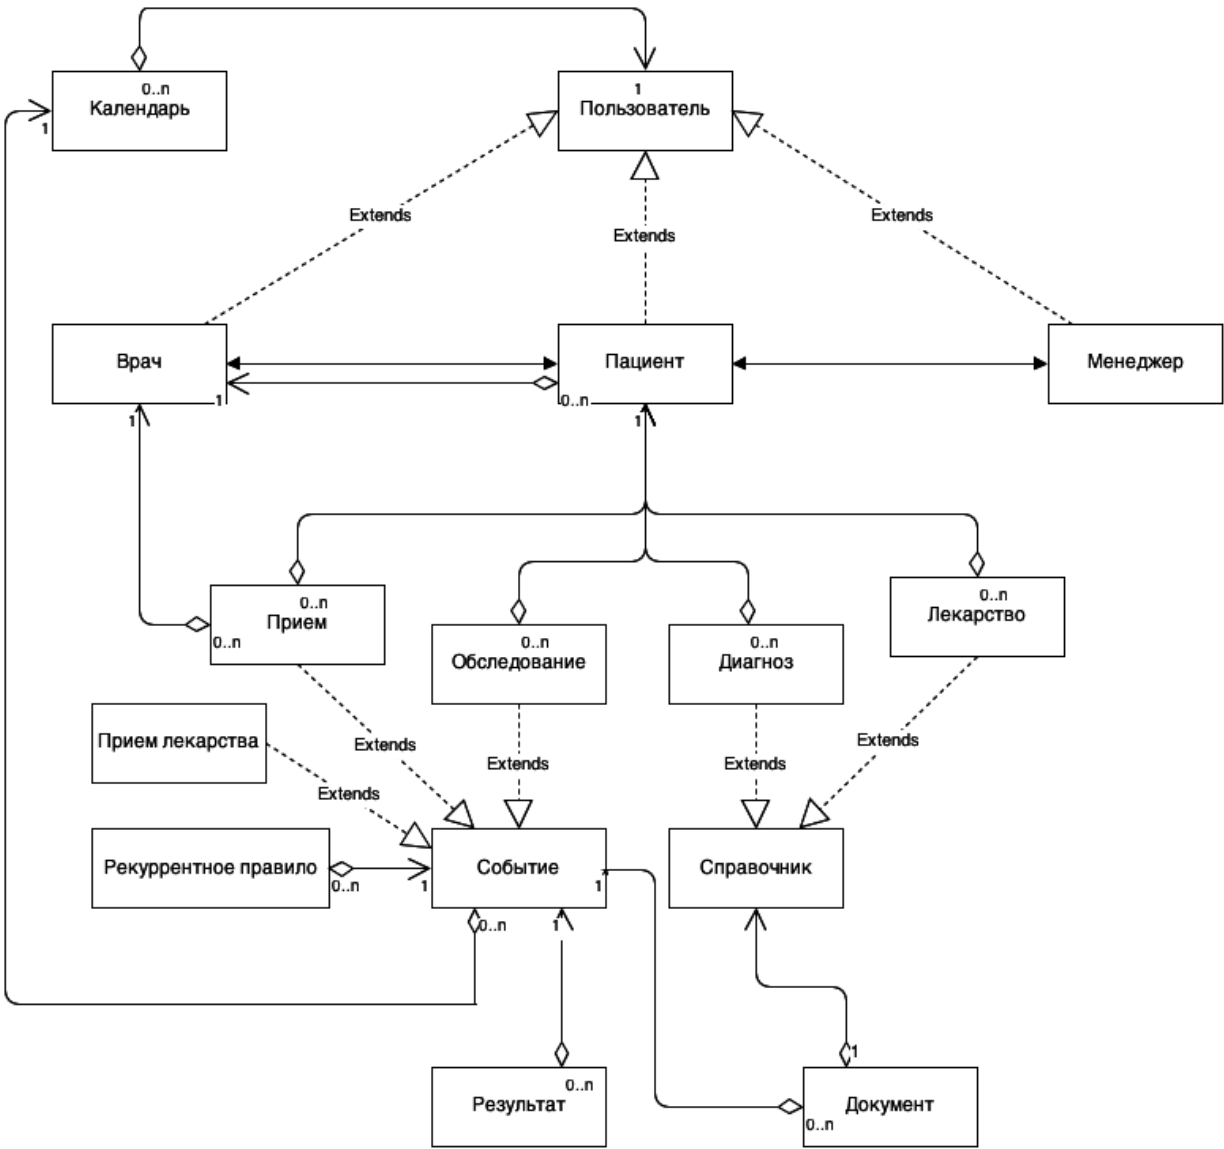 0..n
Календарь
1
1
Пользователь
Extends
Extends
Extends
Врач
Пациент
Менеджер
1
0..n
1
1
0..n
Прием
0..n
0..n
Обследование
0..n
Диагноз
0..n
Лекарство
Прием лекарства
Extends
Extends
Extends
Extends
Extends
Рекуррентное правило
0..n
1
Событие
1
Справочник
0..n
1
1
0..n
Результат
Документ
0..n